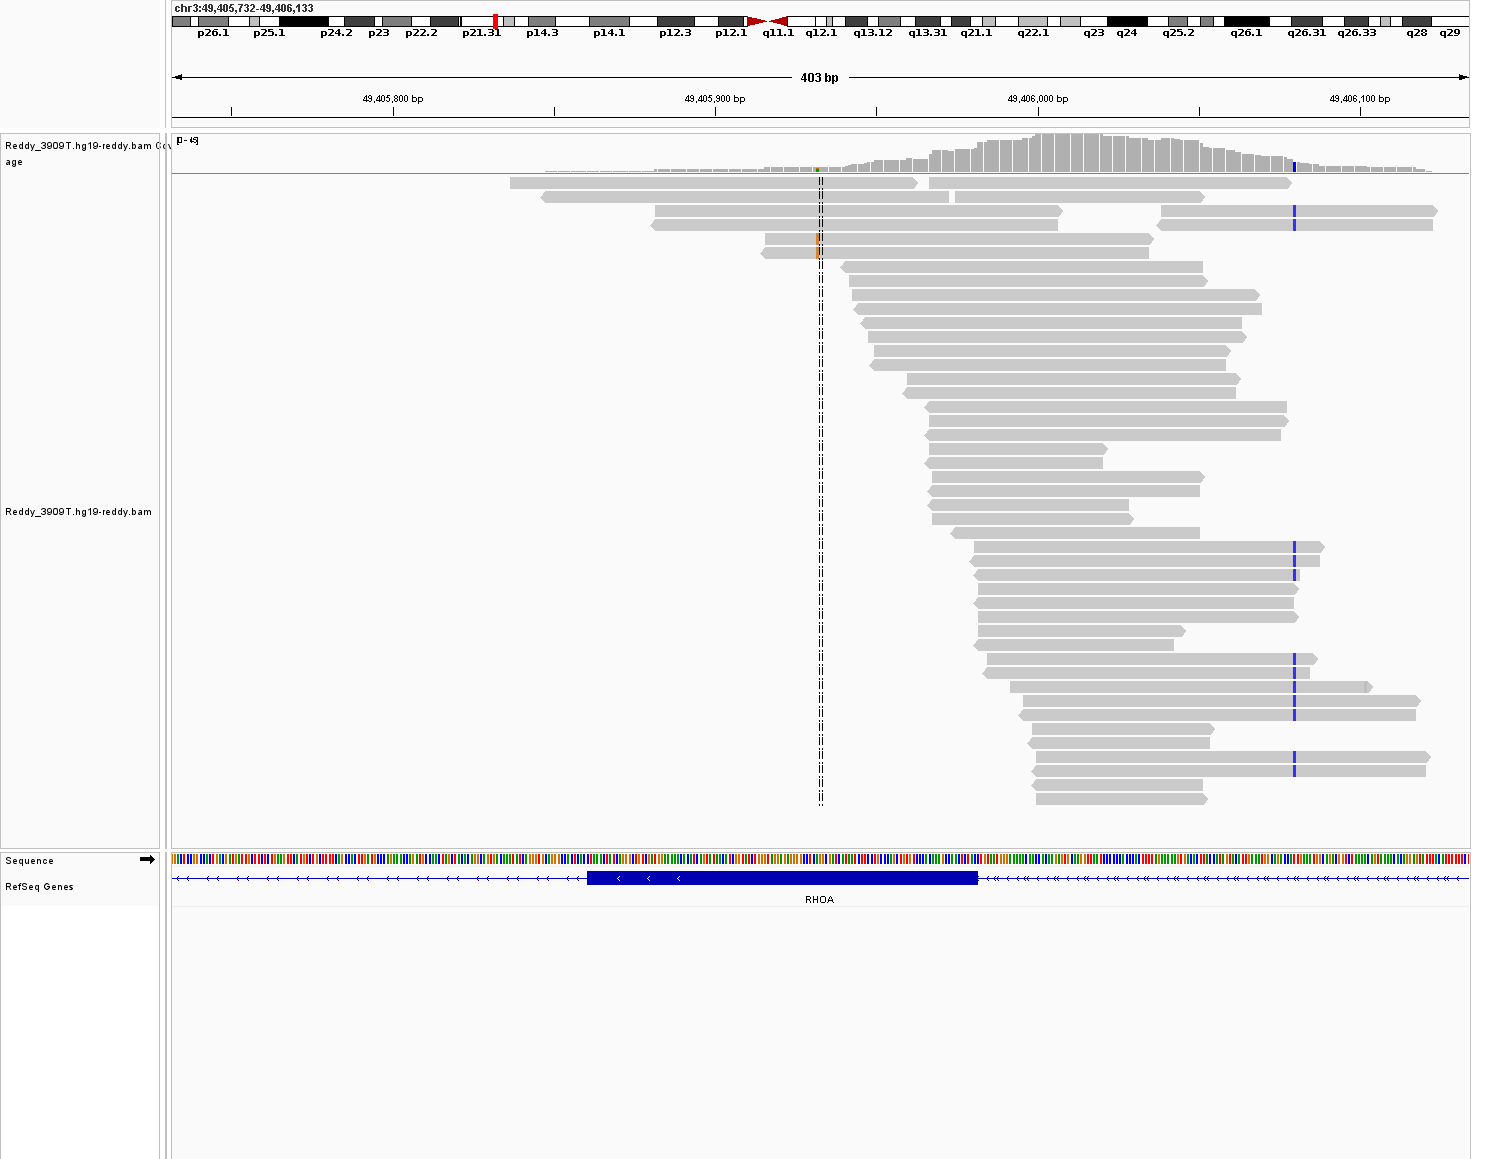 chr3:49,405,732-49,406,133
p26.1 p25.1 p24.2 p23 p22.2 p21.31 p14.3 p14.1 p12.3 p12.1 q11.1 q12.1 q13.12 q13.31 q21.1 q22.1 q23 q24 q25.2 q26.1 q26.31 q26.33 q28 q29
403 bp
49,405,800 bp 49,405,900 bp 49,406,000 bp 49,406,100 bp
Reddy_3909T.hg19-reddy.bam Cov
age
[0 - 45]
Reddy_3909T.hg19-reddy.bam
Sequence
RefSeq Genes
RHOA